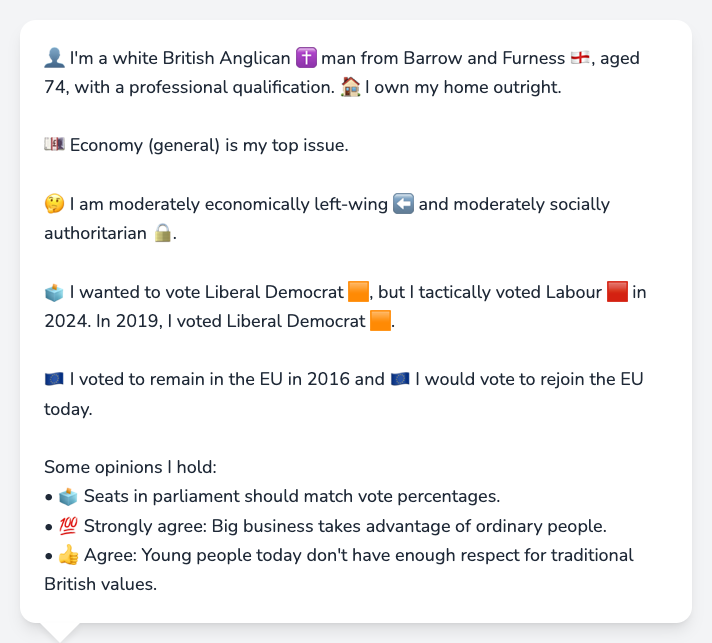 👤 I'm a white British Anglican ✝️ man from Barrow and Furness 🏴󠁧󠁢󠁥󠁮󠁧󠁿, aged
74, with a professional qualification. 🏠 I own my home outright.
💷 Economy (general) is my top issue.
🤔 I am moderately economically left-wing ⬅️ and moderately socially
authoritarian 🔒.
🗳️ I wanted to vote Liberal Democrat 🟧, but I tactically voted Labour 🟥 in
2024. In 2019, I voted Liberal Democrat 🟧.
🇪🇺 I voted to remain in the EU in 2016 and 🇪🇺 I would vote to rejoin the EU
today.
Some opinions I hold:
• 🗳️ Seats in parliament should match vote percentages.
• 💯 Strongly agree: Big business takes advantage of ordinary people.
• 👍 Agree: Young people today don't have enough respect for traditional
British values.